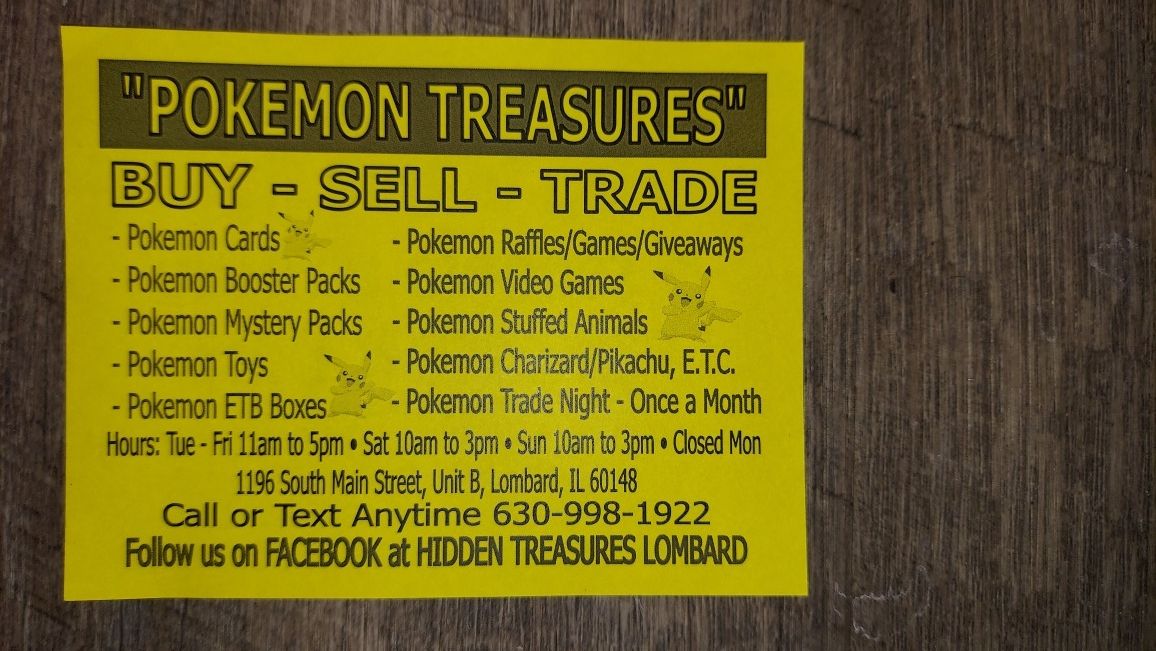 "POKEMON TREASURES"
BUY - SELL - TRADE
- Pokemon Cards
- Pokemon Booster Packs
- Pokemon Mystery Packs
- Pokemon Toys
- Pokemon ETB Boxes
- Pokemon Raffles/Games/Giveaways
- Pokemon Video Games
- Pokemon Stuffed Animals
- Pokemon Charizard/Pikachu, E.T.C.
- Pokemon Trade Night - Once a Month
Hours: Tue - Fri 11am to 5pm • Sat 10am to 3pm • Sun 10am to 3pm • Closed Mon
1196 South Main Street, Unit B, Lombard, IL 60148
Call or Text Anytime 630-998-1922
Follow us on FACEBOOK at HIDDEN TREASURES LOMBARD